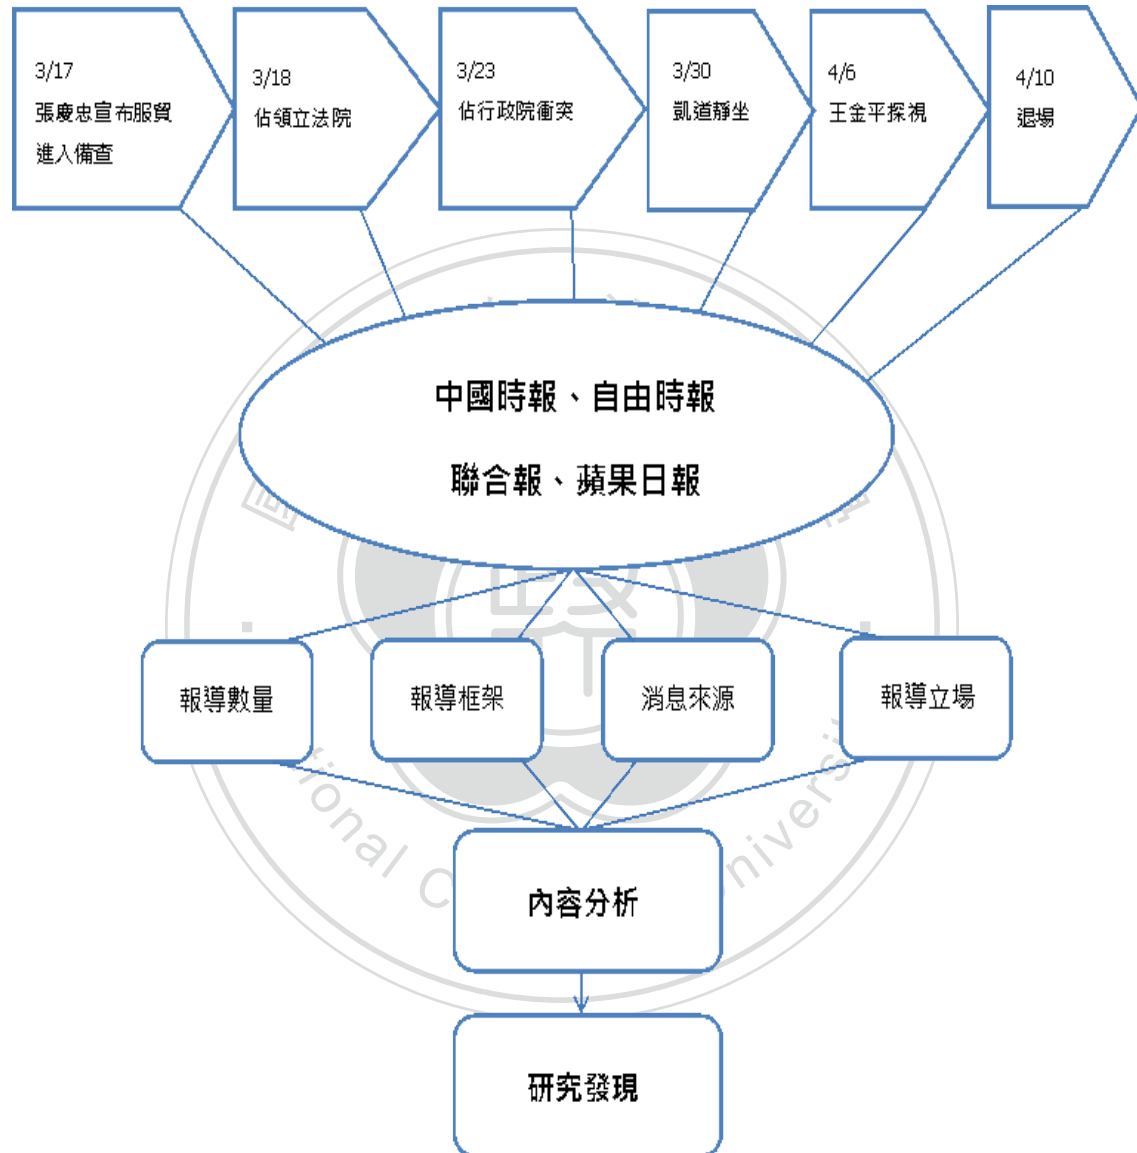 3/17
張慶忠宣布服貿
進入備查
3/18
佔領立法院
3/23
佔行政院衝突
3/30
凱道靜坐
4/6
王金平探視
4/10
退場
中國時報、自由時報
聯合報、蘋果日報
報導數量
報導框架
消息來源
報導立場
內容分析
研究發現